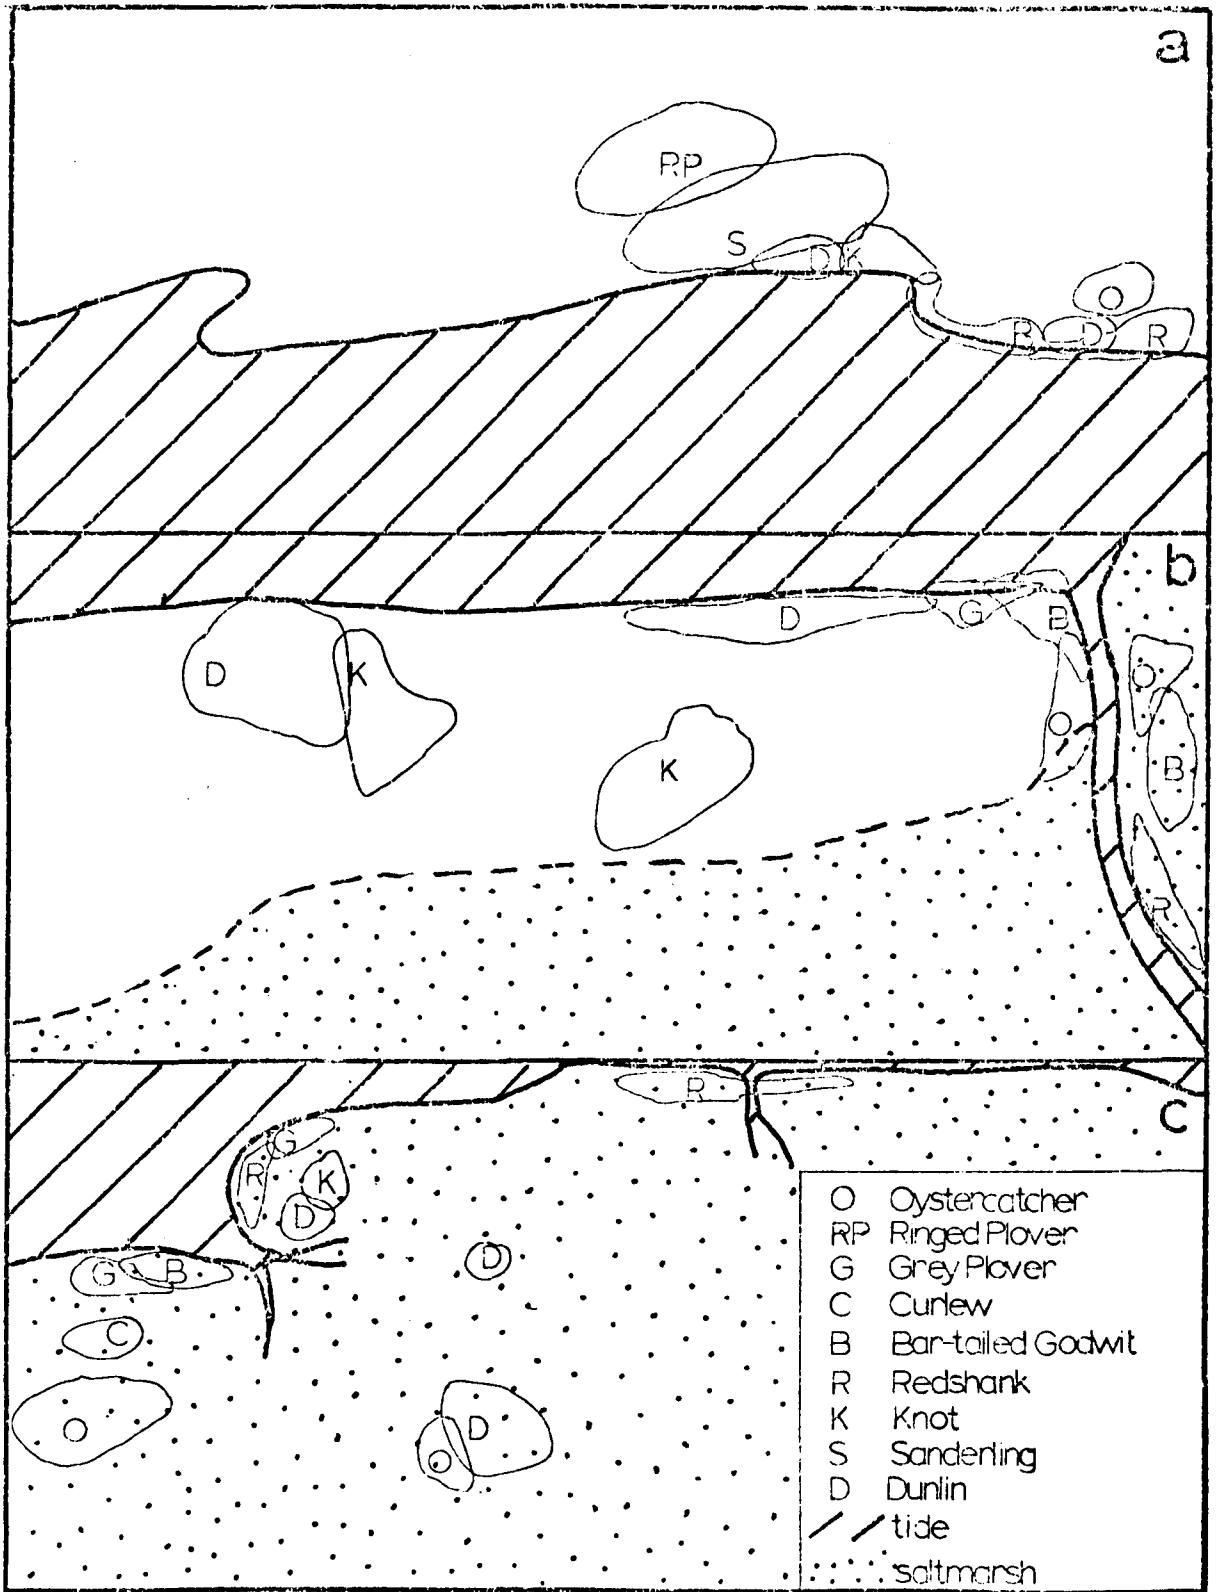 a
RP
S D K
O
B D R
b
D G B
D K O
O
K B
R
R
c
G
R K
D
D
G B
C
O D
O
O Oystercatcher
RP Ringed Plover
G Grey Plover
C Curlew
B Bar-tailed Godwit
R Redshank
K Knot
S Sanderling
D Dunlin
tide
saltmarsh